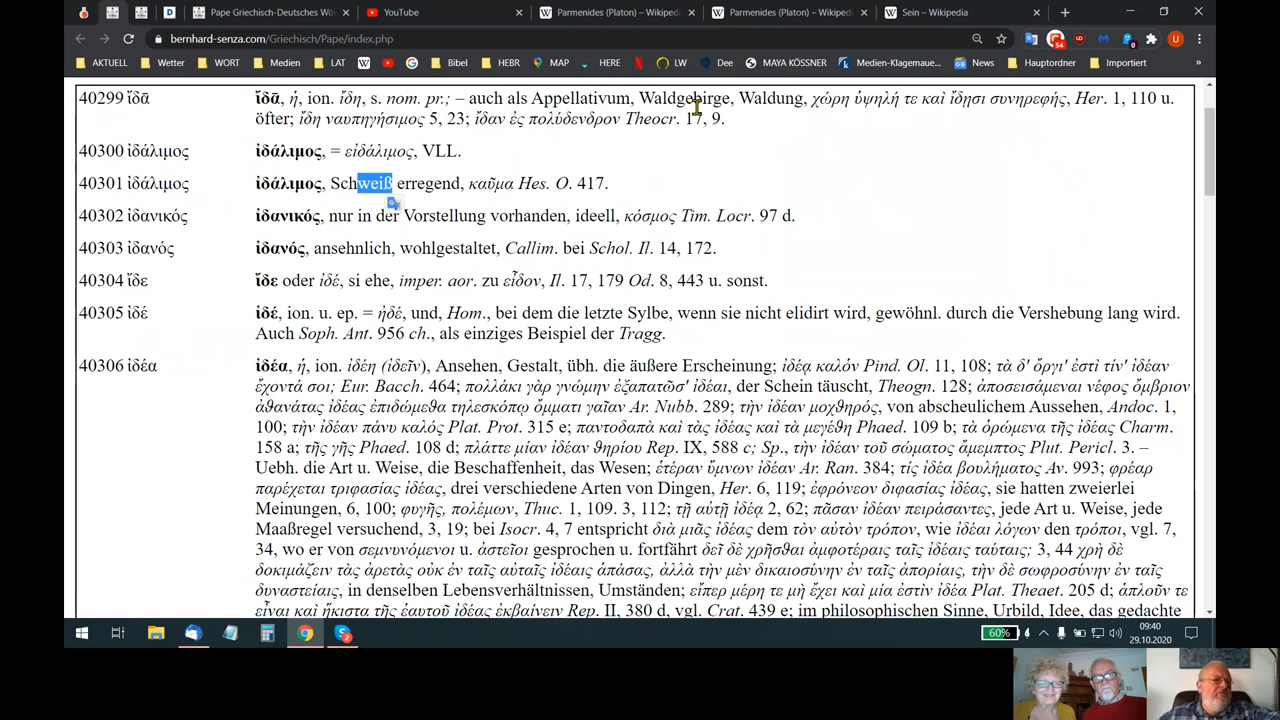 Pape Griechisch-Deutsches Wö
YouTube
Parmenides (Platon) – Wikipedia
Parmenides (Platon) – Wikipedia
Sein – Wikipedia
bernhard-senza.com/Griechisch/Pape/index.php
AKTUELL Wetter WORT Medien LAT Bibel HEBR MAP HERE LW Dee MAYA KÖSSNER Medien-Klagemaue... Hausordner Importiert
40299 ἴδᾱ ἴδᾱ, ἡ, ion. ἴδη, s. nom. pr.; – auch als Appellativum, Waldgebirge, Waldung, χώρη ὑψηλή τε καὶ ἴδῃσι συνηρεφής, Her. 1, 110 u.
öfter; ἴδη ναυπηγήσιμος 5, 23; ἴδαν ἐς πολύδενδρον Theocr. 17, 9.
40300 ἰδάλιμος ἰδάλιμος, = εἰδάλιμος, VLL.
40301 ἰδάλιμος ἰδάλιμος, Schweiß erregend, καῦμα Hes. O. 417.
40302 ἰδανικός ἰδανικός, nur in der Vorstellung vorhanden, ideell, κόσμος Tim. Locr. 97 d.
40303 ἰδανός ἰδανός, ansehnlich, wohlgestaltet, Callim. bei Schol. Il. 14, 172.
40304 ἴδε ἴδε oder ἰδέ, si ehe, imper. aor. zu εἶδον, Il. 17, 179 Od. 8, 443 u. sonst.
40305 ἰδέ ἰδέ, ion. u. ep. = ἠδέ, und, Hom., bei dem die letzte Sylbe, wenn sie nicht elidirt wird, gewöhnl. durch die Vershebung lang wird.
Auch Soph. Ant. 956 ch., als einziges Beispiel der Tragg.
40306 ἰδέα ἰδέα, ἡ, ion. ἰδέη (ἰδεῖν), Ansehen, Gestalt, übh. die äußere Erscheinung; ἰδέᾳ καλόν Pind. Ol. 11, 108; τὰ δ' ὄργι' ἐστὶ τίν' ἰδέαν
ἔχοντά σοι; Eur. Bacch. 464; πολλάκι γὰρ γνώμην ἐξαπατῶσ' ἰδέαι, der Schein täuscht, Theogn. 128; ἀποσεισάμεναι νέφος ὄμβριον
ἀθανάτας ἰδέας ἐπιδώμεθα τηλεσκόπῳ ὄμματι γαῖαν Ar. Nubb. 289; τὴν ἰδέαν μοχθηρός, von abscheulichem Aussehen, Andoc. 1,
100; τὴν ἰδέαν πάνυ καλός Plat. Prot. 315 e; παντοδαπὰ καὶ τὰς ἰδέας καὶ τὰ μεγέθη Phaed. 109 b; τὰ ὁρώμενα τῆς ἰδέας Charm.
158 a; τῆς γῆς Phaed. 108 d; πλάττε μίαν ἰδέαν θηρίου Rep. IX, 588 c; Sp., τὴν ἰδέαν τοῦ σώματος ἄμεμπτος Plut. Pericl. 3. –
Uebh. die Art u. Weise, die Beschaffenheit, das Wesen; ἑτέραν ὕμνων ἰδέαν Ar. Ran. 384; τίς ἰδέα βουλήματος Av. 993; φρέαρ
παρέχεται τριφασίας ἰδέας, drei verschiedene Arten von Dingen, Her. 6, 119; ἐφρόνεον διφασίας ἰδέας, sie hatten zweierlei
Meinungen, 6, 100; φυγῆς, πολέμων, Thuc. 1, 109. 3, 112; τῇ αὐτῇ ἰδέᾳ 2, 62; πᾶσαν ἰδέαν πειράσαντες, jede Art u. Weise, jede
Maaßregel versuchend, 3, 19; bei Isocr. 4, 7 entspricht διὰ μιᾶς ἰδέας dem τὸν αὐτὸν τρόπον, wie ἰδέαι λόγων den τρόποι, vgl. 7,
34, wo er von σεμνυνόμενοι u. ἀστεῖοι gesprochen u. fortfährt δεῖ δὲ χρῆσθαι ἀμφοτέραις ταῖς ἰδέαις ταύταις; 3, 44 χρὴ δὲ
δοκιμάζειν τὰς ἀρετὰς οὐκ ἐν ταῖς αὐταῖς ἰδέαις ἁπάσας, ἀλλὰ τὴν μὲν δικαιοσύνην ἐν ταῖς ἀπορίαις, τὴν δὲ σωφροσύνην ἐν ταῖς
δυναστείαις, in denselben Lebensverhältnissen, Umständen; εἴπερ μέρη τε μὴ ἔχει καὶ μία ἐστὶν ἰδέα Plat. Theaet. 205 d; ἁπλοῦν τε
εἶναι καὶ ἥκιστα τῆς ἑαυτοῦ ἰδέας ἐκβαίνειν Rep. II, 380 d, vgl. Crat. 439 e; im philosophischen Sinne, Urbild, Idee, das gedachte
60%
09:40
29.10.2020